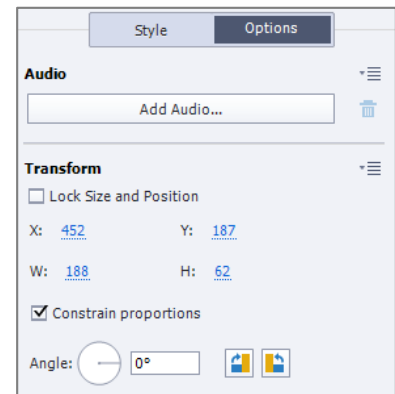 Style Options
Audio
Add Audio...
Transform
Lock Size and Position
X: 452 Y: 187
W: 188 H: 62
Constrain proportions
Angle: 0°